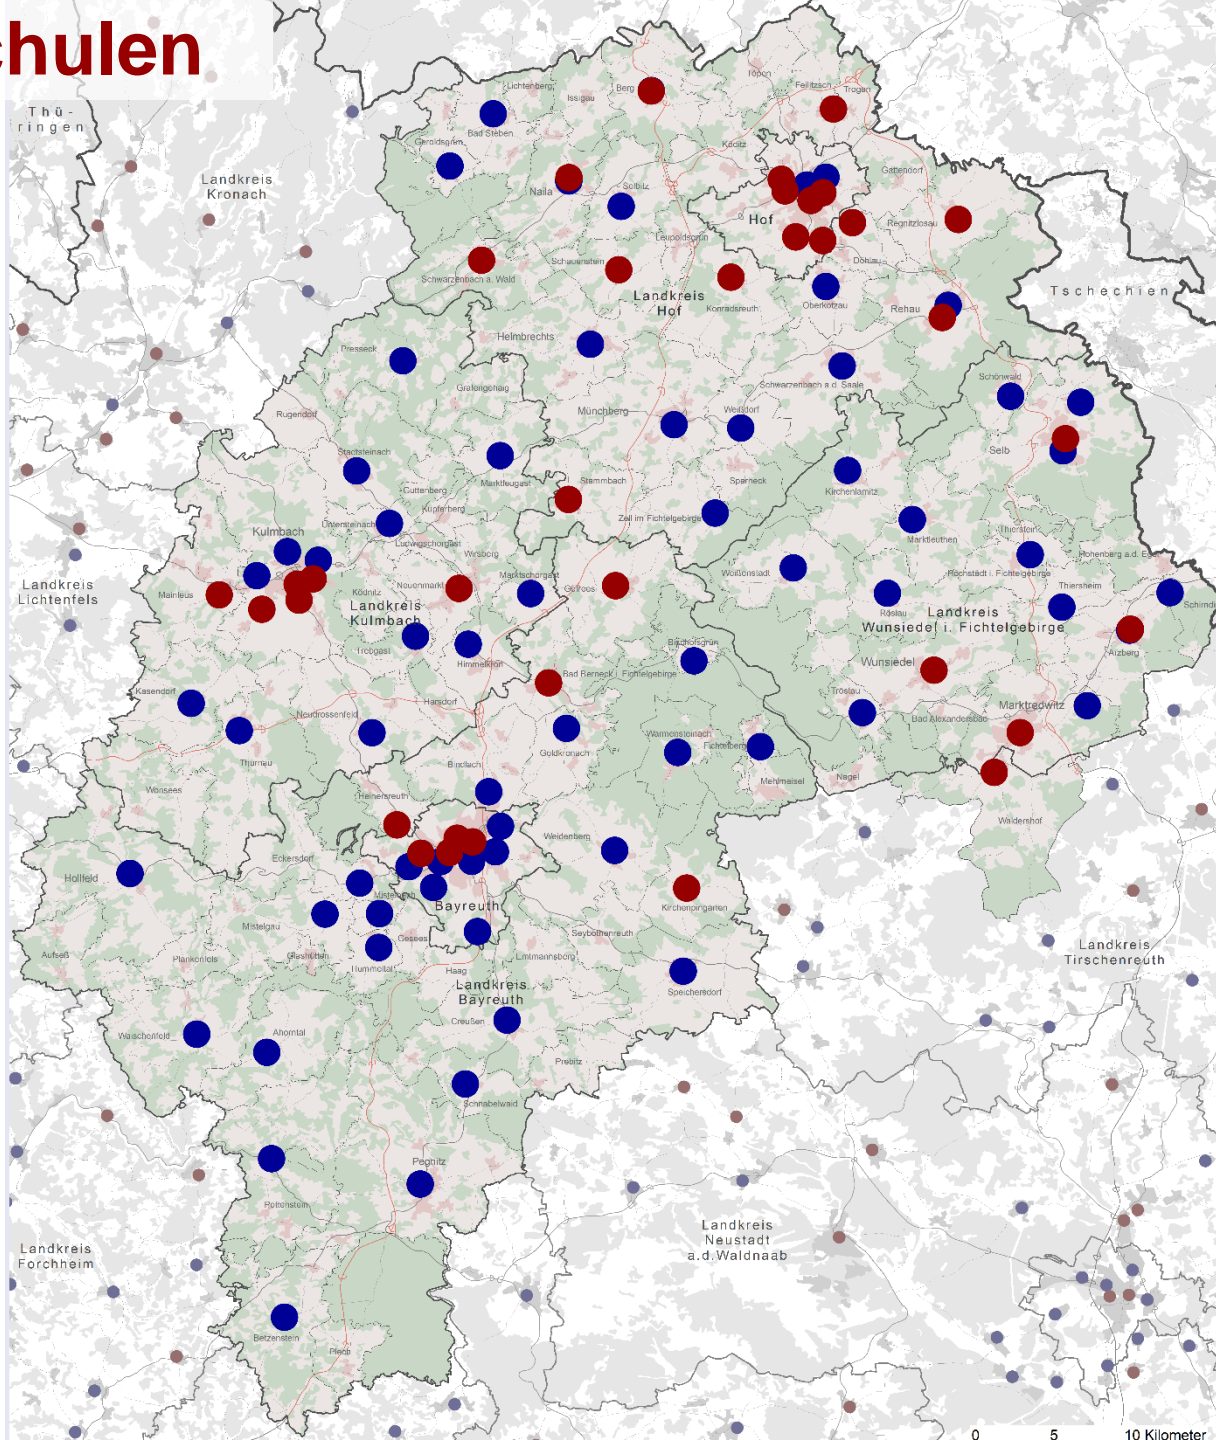 chulen
Thü-
ringen
Landkreis
Kronach
Lichtenberg
Issigau
Berg
Töpen
Feilitzsch
Trogen
Bad Steben
Geroldsgrün
Köditz
Gattendorf
Naila
Selbitz
Hof
Regnitzlosau
Leupoldsgrün
Döhlau
Schauenstein
Schwarzenbach a. Wald
Landkreis
Hof
Konradsreuth
Oberkotzau
Rehau
Tschechien
Helmbrechts
Presseck
Grafengehaig
Schwarzenbach a.d. Saale
Schönwald
Rugendorf
Münchberg
Weißdorf
Selb
Stadtsteinach
Marktleugast
Stammbach
Sparneck
Kirchenlamitz
Guttenberg
Kupferberg
Zell im Fichtelgebirge
Untersteinach
Ludwigschorgast
Wirsberg
Marktleuthen
Thierstein
Kulmbach
Hohenberg a.d. Eger
Höchstädt i. Fichtelgebirge
Weißenstadt
Marktschorgast
Neuenmarkt
Gefrees
Thiersheim
Mainleus
Ködnitz
Landkreis
Kulmbach
Landkreis
Lichtenfels
Röslau
Landkreis
Wunsiedel i. Fichtelgebirge
Schirndi
Trebgast
Himmelkron
Bischofsgrün
Arzberg
Wunsiedel
Bad Berneck i. Fichtelgebirge
Kasendorf
Harsdorf
Tröstau
Marktredwitz
Neudrossenfeld
Bad Alexandersbad
Goldkronach
Warmensteinach
Fichtelberg
Thurnau
Bindlach
Mehlmeisel
Nagel
Wonsees
Heinersreuth
Waldershof
Weidenberg
Eckersdorf
Hollfeld
Mistelbach
Bayreuth
Kirchenpingarten
Mistelgau
Gesees
Seybothenreuth
Aufseß
Plankenfels
Glashütten
Hummeltal
Haag
Emtmannsberg
Landkreis
Tirschenreuth
Landkreis
Bayreuth
Speichersdorf
Creußen
Waischenfeld
Ahorntal
Prebitz
Schnabelwaid
Pegnitz
Pottenstein
Landkreis
Neustadt
a.d.Waldnaab
Landkreis
Forchheim
Betzenstein
Plech
0 5 10 Kilometer